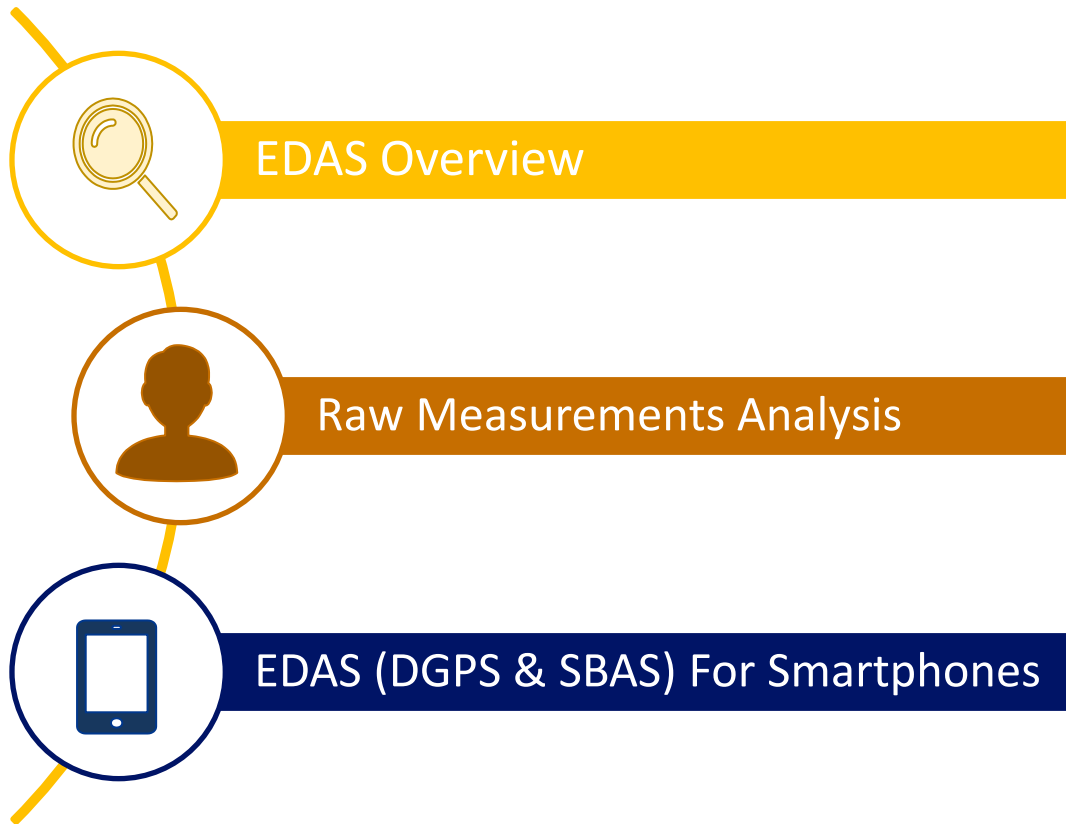 EDAS Overview
Raw Measurements Analysis
EDAS (DGPS & SBAS) For Smartphones